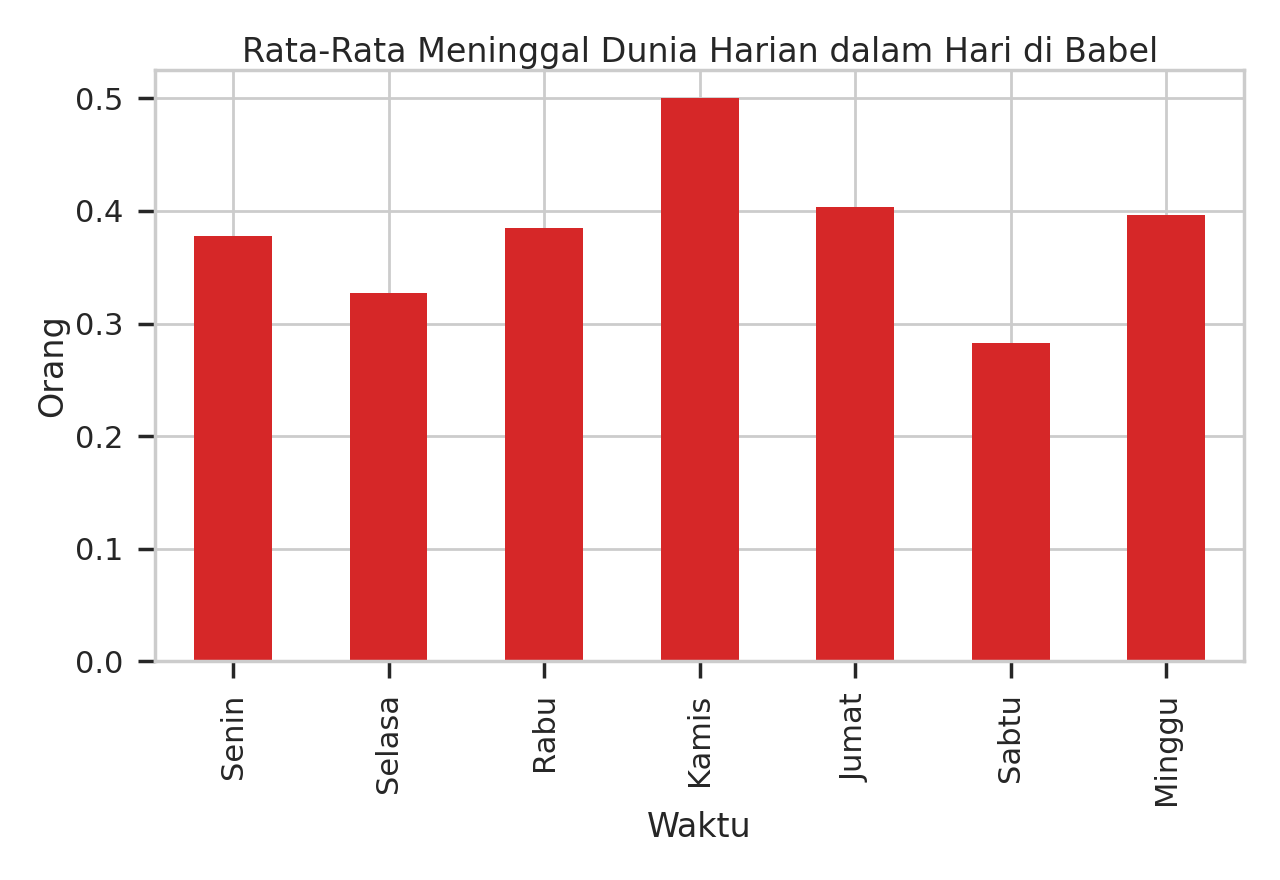 Rata-Rata Meninggal Dunia Harian dalam Hari di Babel
0.5
0.4
0.3
0.2
0.1
0.0
Orang
Senin
Selasa
Rabu
Kamis
Jumat
Sabtu
Minggu
Waktu